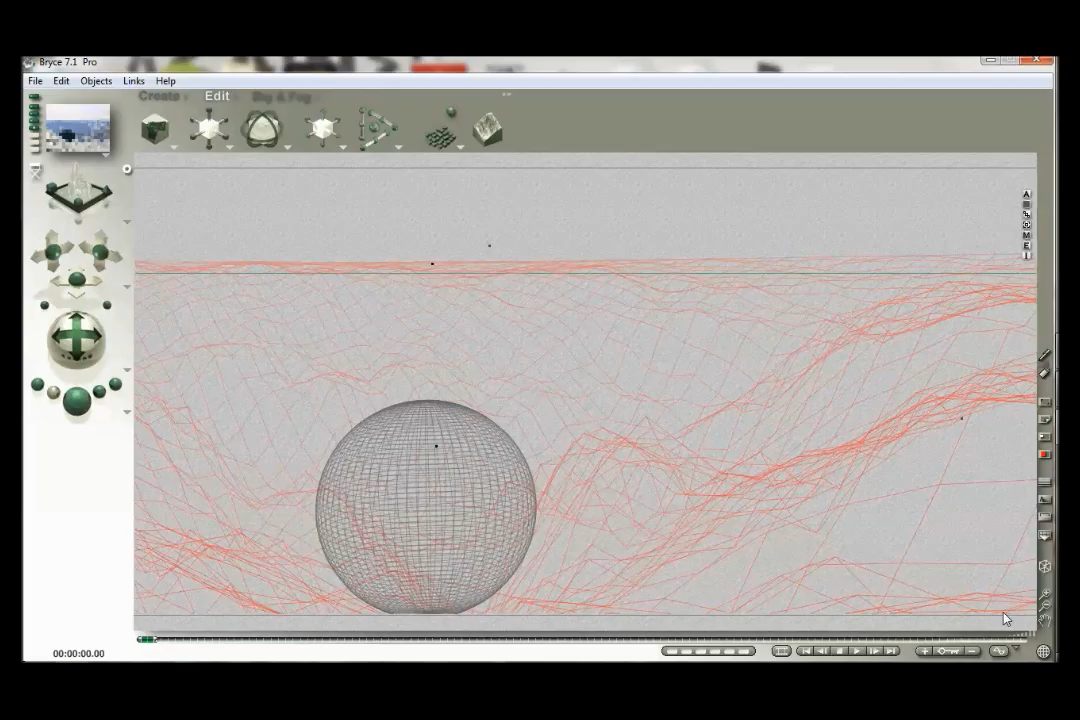 Bryce 7.1 Pro
File Edit Objects Links Help
Create Edit Sky & Fog
A
M
E
I
00:00:00.00